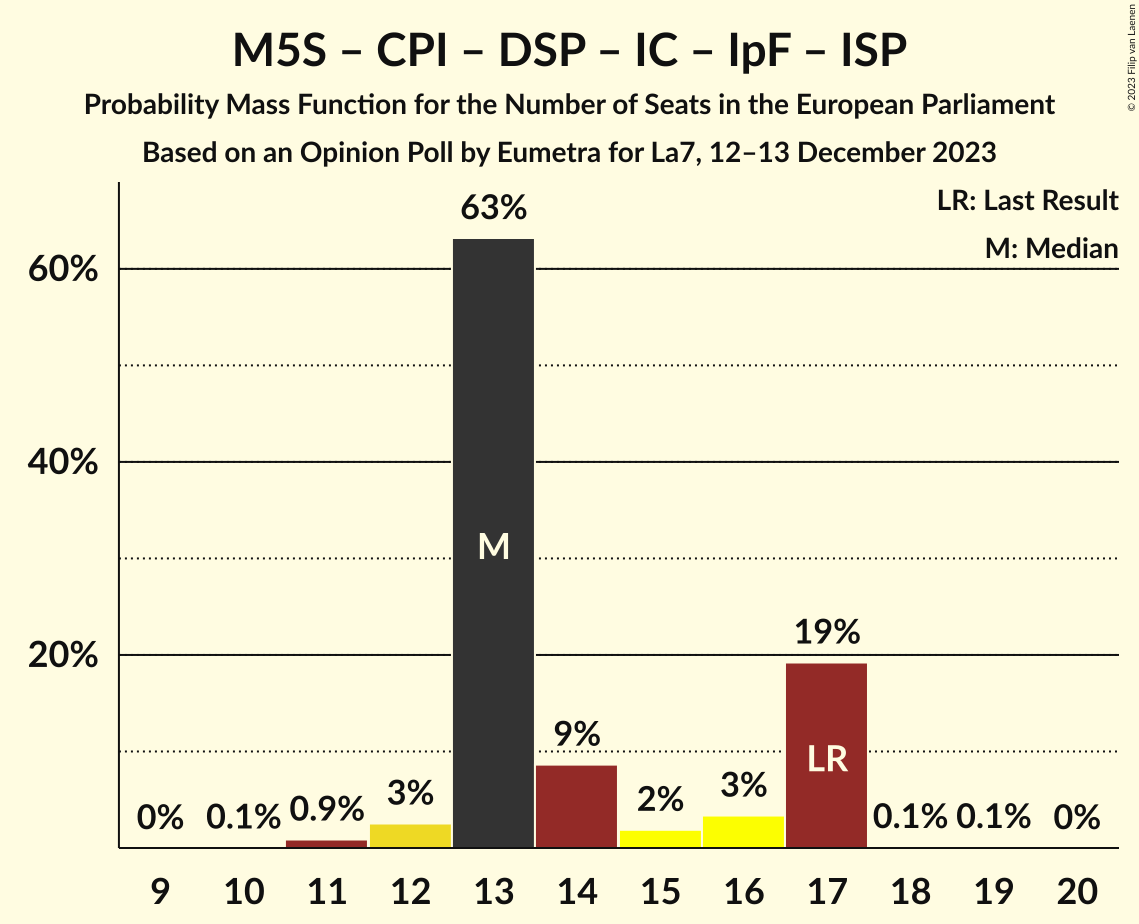 M5S – CPI – DSP – IC – IpF – ISP
Probability Mass Function for the Number of Seats in the European Parliament
Based on an Opinion Poll by Eumetra for La7, 12–13 December 2023
© 2023 Filip van Laenen
LR: Last Result
M: Median
63%
60%
40%
M
20%
19%
9%
LR
3%
3%
2%
0% 0.1% 0.9% 0.1% 0.1% 0%
9 10 11 12 13 14 15 16 17 18 19 20